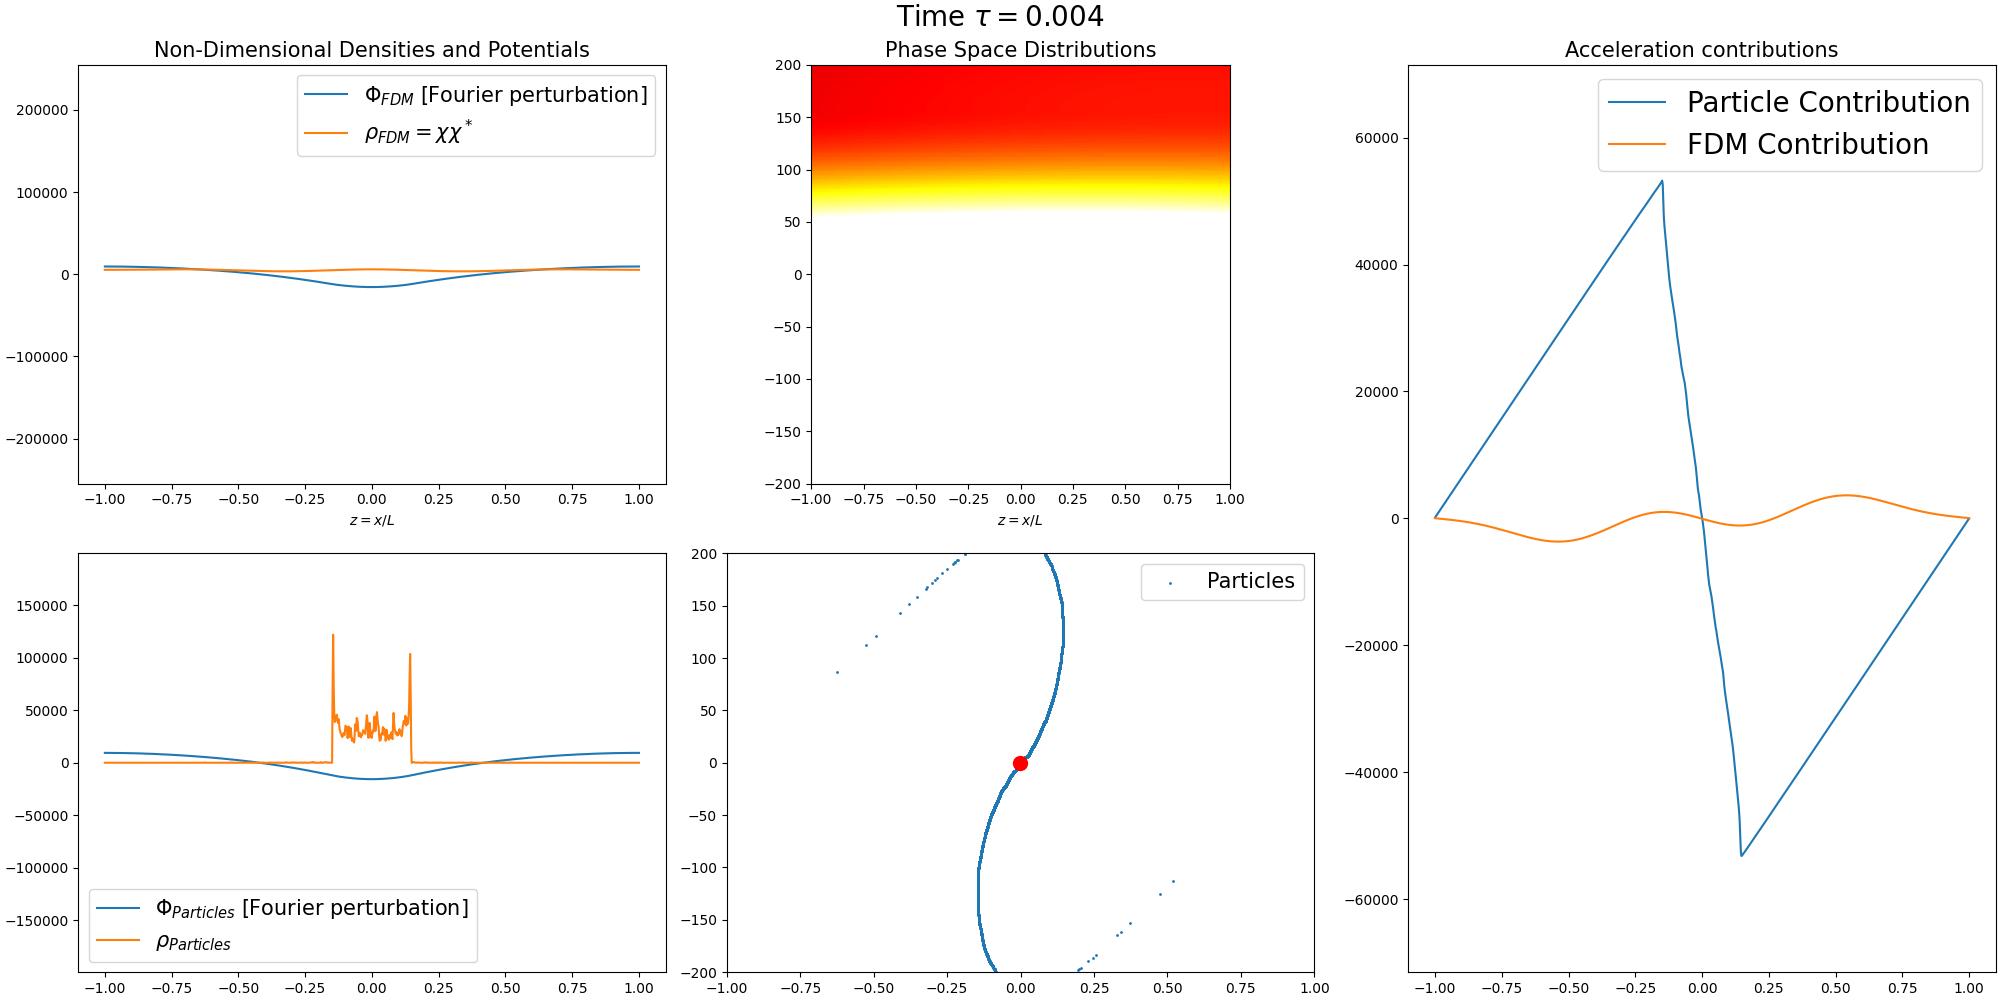 Time τ = 0.004
Non-Dimensional Densities and Potentials
Φ_FDM [Fourier perturbation]
ρ_FDM = χχ*
200000
100000
0
−100000
−200000
−1.00 −0.75 −0.50 −0.25 0.00 0.25 0.50 0.75 1.00
z = x/L
Phase Space Distributions
200
150
100
50
0
−50
−100
−150
−200
−1.00 −0.75 −0.50 −0.25 0.00 0.25 0.50 0.75 1.00
z = x/L
Acceleration contributions
Particle Contribution
FDM Contribution
60000
40000
20000
0
−20000
−40000
−60000
−1.00 −0.75 −0.50 −0.25 0.00 0.25 0.50 0.75 1.00
150000
100000
50000
0
−50000
−100000
−150000
Φ_Particles [Fourier perturbation]
ρ_Particles
−1.00 −0.75 −0.50 −0.25 0.00 0.25 0.50 0.75 1.00
Particles
200
150
100
50
0
−50
−100
−150
−200
−1.00 −0.75 −0.50 −0.25 0.00 0.25 0.50 0.75 1.00